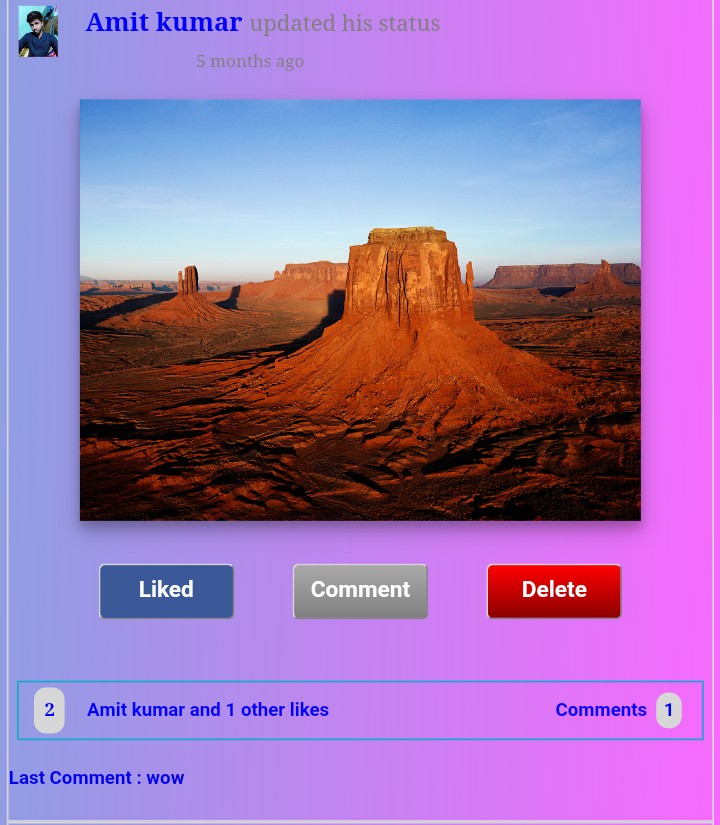 Amit kumar updated his status
5 months ago
Liked Comment Delete
2 Amit kumar and 1 other likes Comments 1
Last Comment : wow